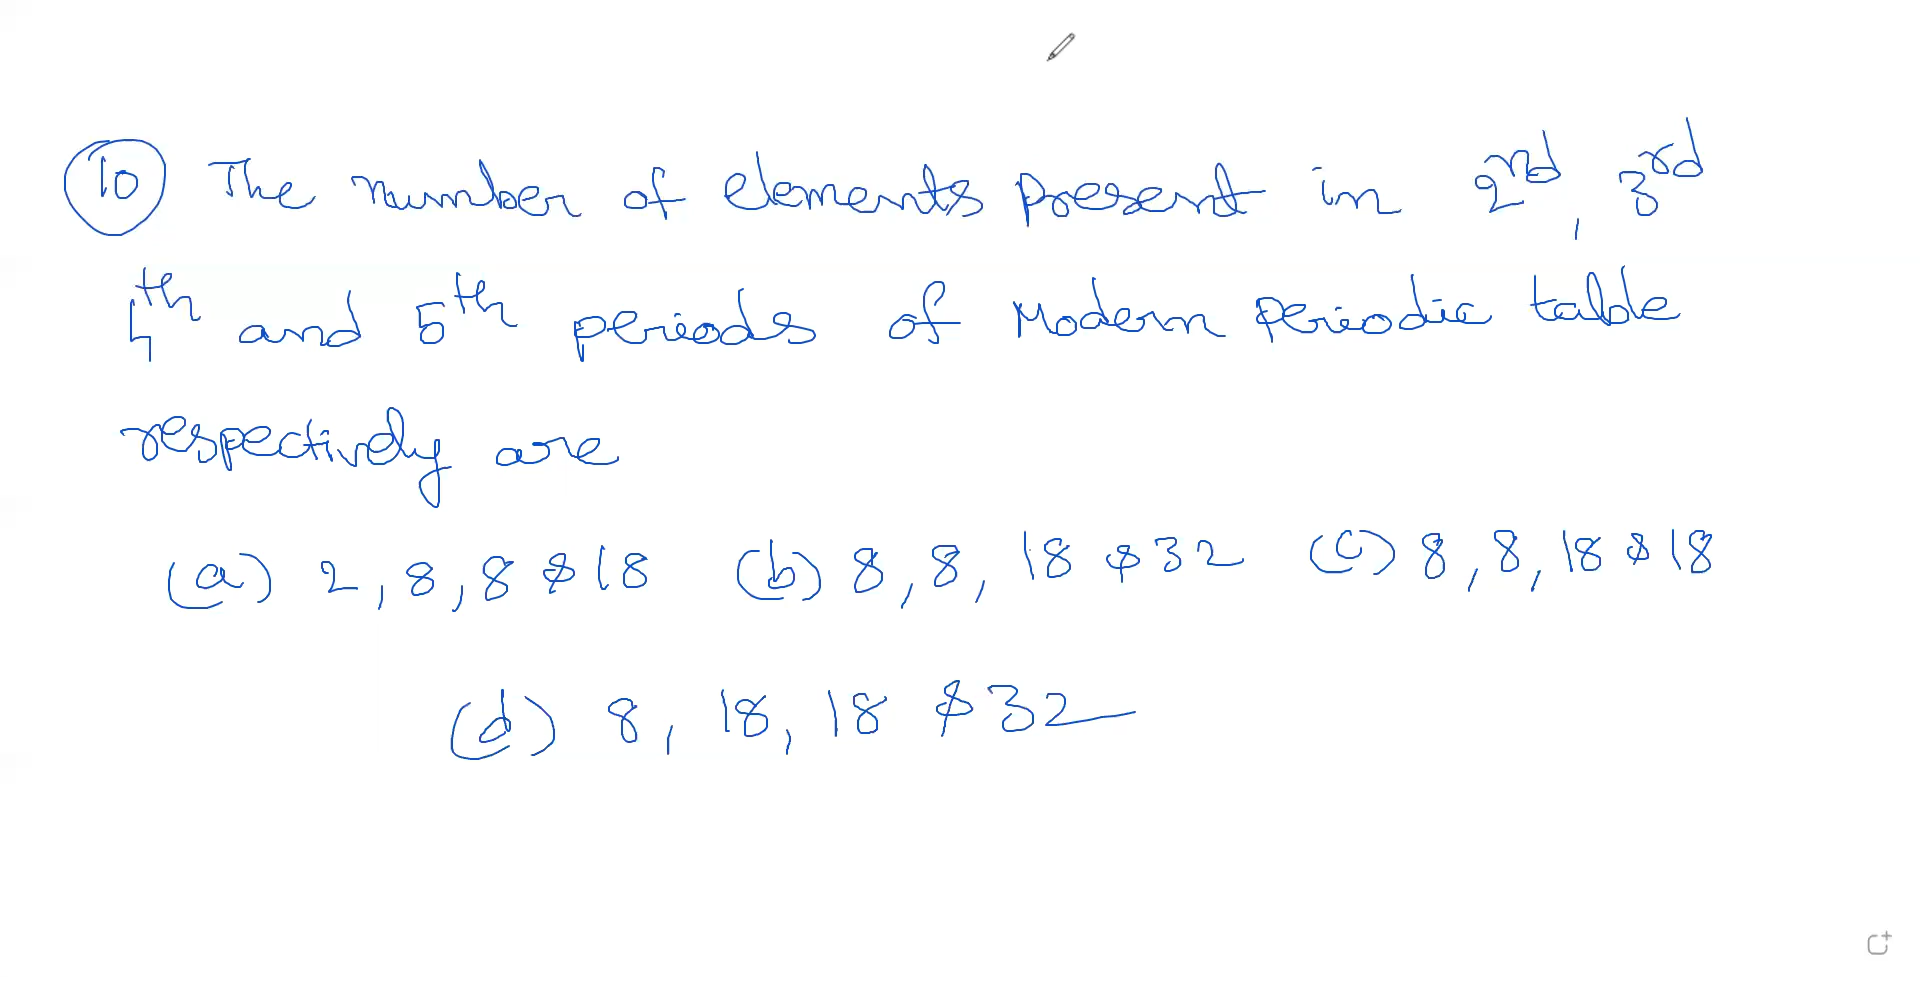 10 The number of elements present in 2nd, 3rd
4th and 5th periods of Modern periodic table
respectively are
(a) 2, 8, 8 & 18 (b) 8, 8, 18 & 32 (c) 8, 8, 18 & 18
(d) 8, 18, 18 & 32